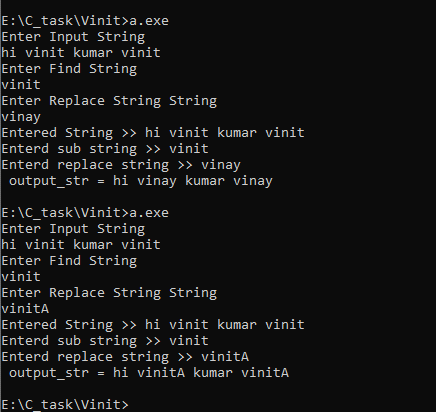 E:\C_task\Vinit>a.exe
Enter Input String
hi vinit kumar vinit
Enter Find String
vinit
Enter Replace String String
vinay
Entered String >> hi vinit kumar vinit
Enterd sub string >> vinit
Enterd replace string >> vinay
 output_str = hi vinay kumar vinay

E:\C_task\Vinit>a.exe
Enter Input String
hi vinit kumar vinit
Enter Find String
vinit
Enter Replace String String
vinitA
Entered String >> hi vinit kumar vinit
Enterd sub string >> vinit
Enterd replace string >> vinitA
 output_str = hi vinitA kumar vinitA

E:\C_task\Vinit>